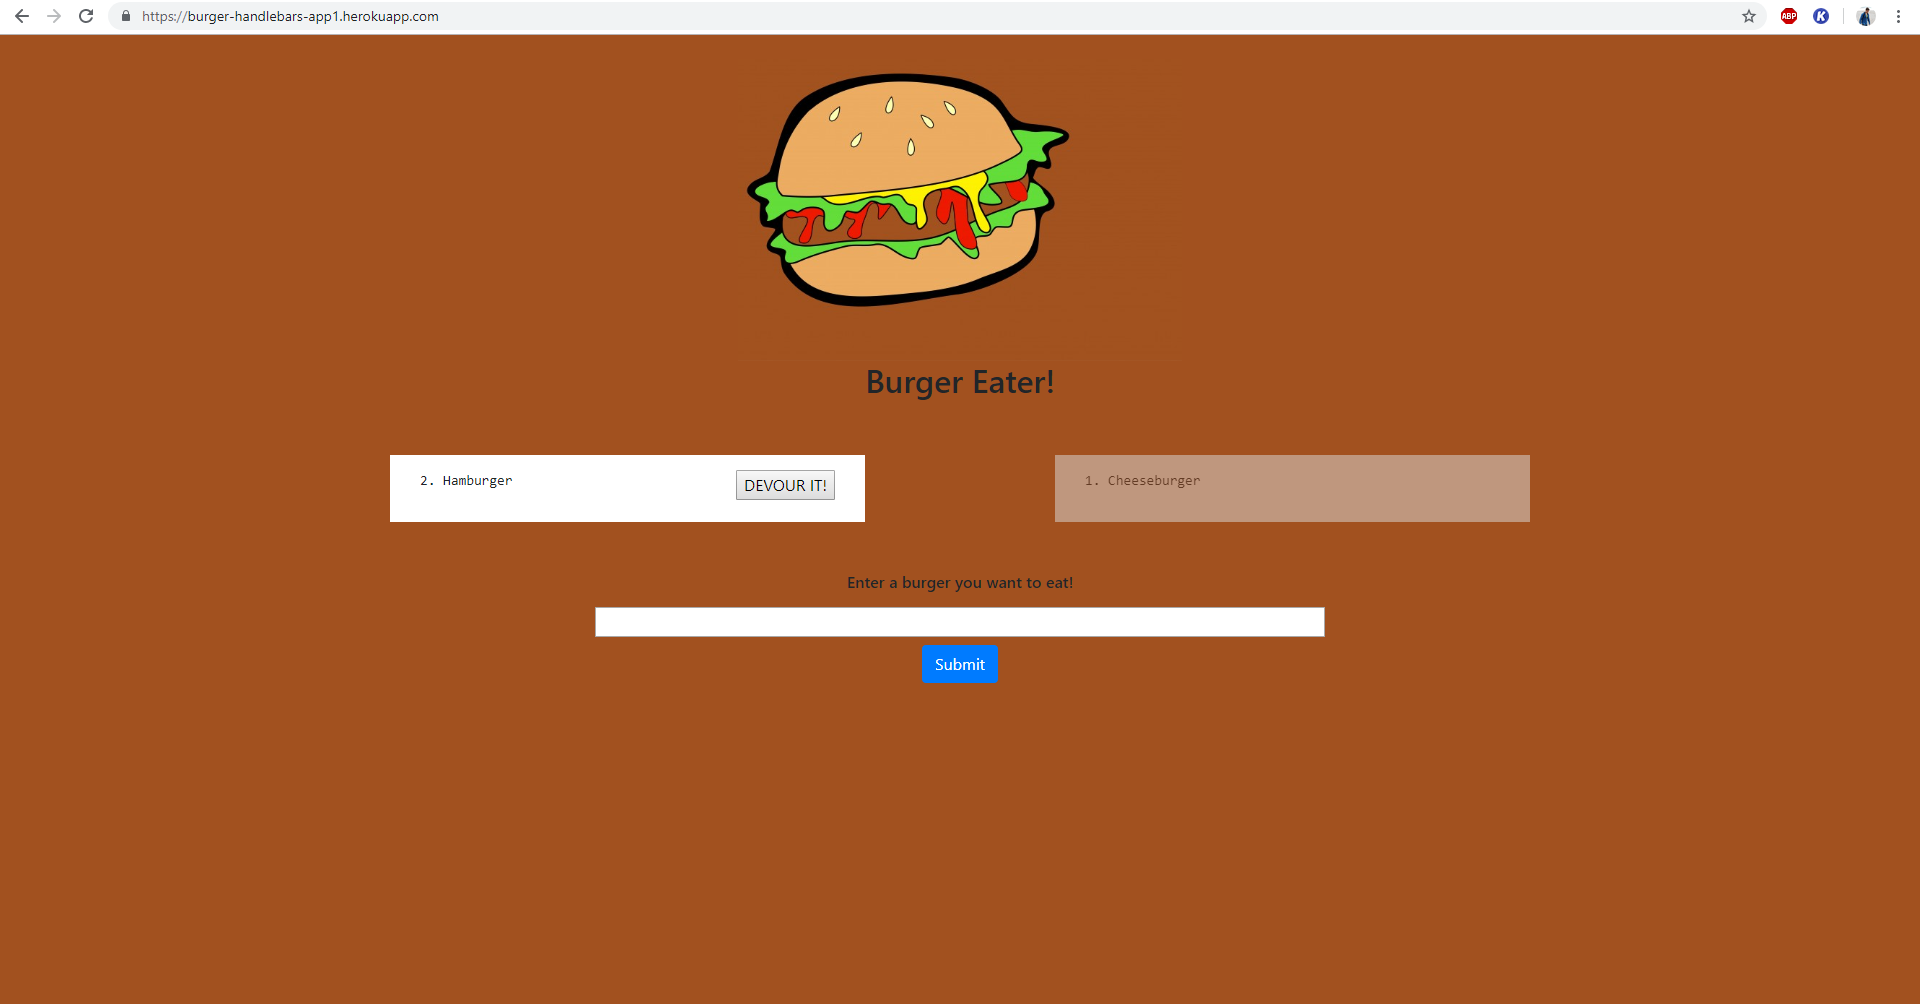 https://burger-handlebars-app1.herokuapp.com
ABP
K
Burger Eater!
2. Hamburger
DEVOUR IT!
1. Cheeseburger
Enter a burger you want to eat!
Submit